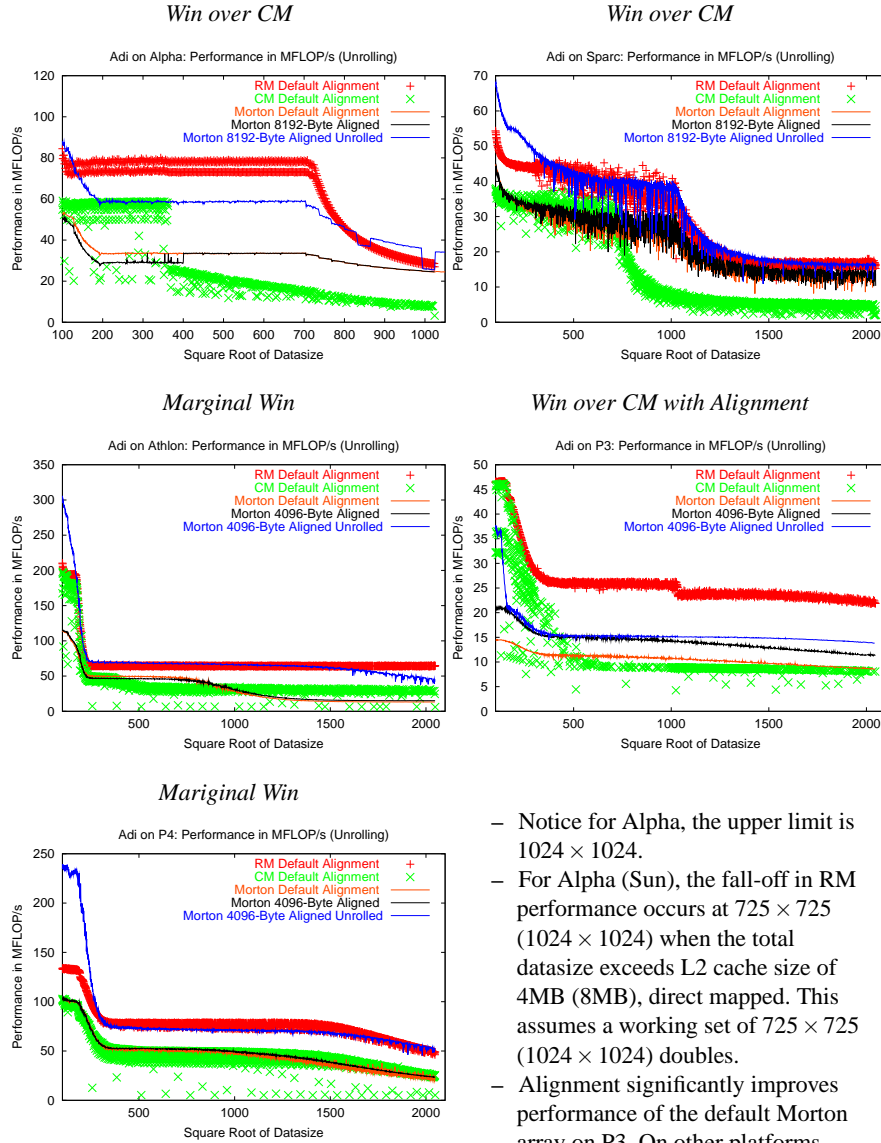 Win over CM
Adi on Alpha: Performance in MFLOP/s (Unrolling)
Performance in MFLOP/s
120
100
80
60
40
20
0
RM Default Alignment
CM Default Alignment
Morton Default Alignment
Morton 8192-Byte Aligned
Morton 8192-Byte Aligned Unrolled
100 200 300 400 500 600 700 800 900 1000
Square Root of Datasize
Win over CM
Adi on Sparc: Performance in MFLOP/s (Unrolling)
Performance in MFLOP/s
70
60
50
40
30
20
10
0
RM Default Alignment
CM Default Alignment
Morton Default Alignment
Morton 8192-Byte Aligned
Morton 8192-Byte Aligned Unrolled
500 1000 1500 2000
Square Root of Datasize
Marginal Win
Adi on Athlon: Performance in MFLOP/s (Unrolling)
Performance in MFLOP/s
350
300
250
200
150
100
50
0
RM Default Alignment
CM Default Alignment
Morton Default Alignment
Morton 4096-Byte Aligned
Morton 4096-Byte Aligned Unrolled
500 1000 1500 2000
Square Root of Datasize
Win over CM with Alignment
Adi on P3: Performance in MFLOP/s (Unrolling)
Performance in MFLOP/s
50
45
40
35
30
25
20
15
10
5
0
RM Default Alignment
CM Default Alignment
Morton Default Alignment
Morton 4096-Byte Aligned
Morton 4096-Byte Aligned Unrolled
500 1000 1500 2000
Square Root of Datasize
Mariginal Win
Adi on P4: Performance in MFLOP/s (Unrolling)
Performance in MFLOP/s
250
200
150
100
50
0
RM Default Alignment
CM Default Alignment
Morton Default Alignment
Morton 4096-Byte Aligned
Morton 4096-Byte Aligned Unrolled
500 1000 1500 2000
Square Root of Datasize
– Notice for Alpha, the upper limit is
1024 × 1024.
– For Alpha (Sun), the fall-off in RM
performance occurs at 725 × 725
(1024 × 1024) when the total
datasize exceeds L2 cache size of
4MB (8MB), direct mapped. This
assumes a working set of 725 × 725
(1024 × 1024) doubles.
– Alignment significantly improves
performance of the default Morton
array on P3. On other platforms